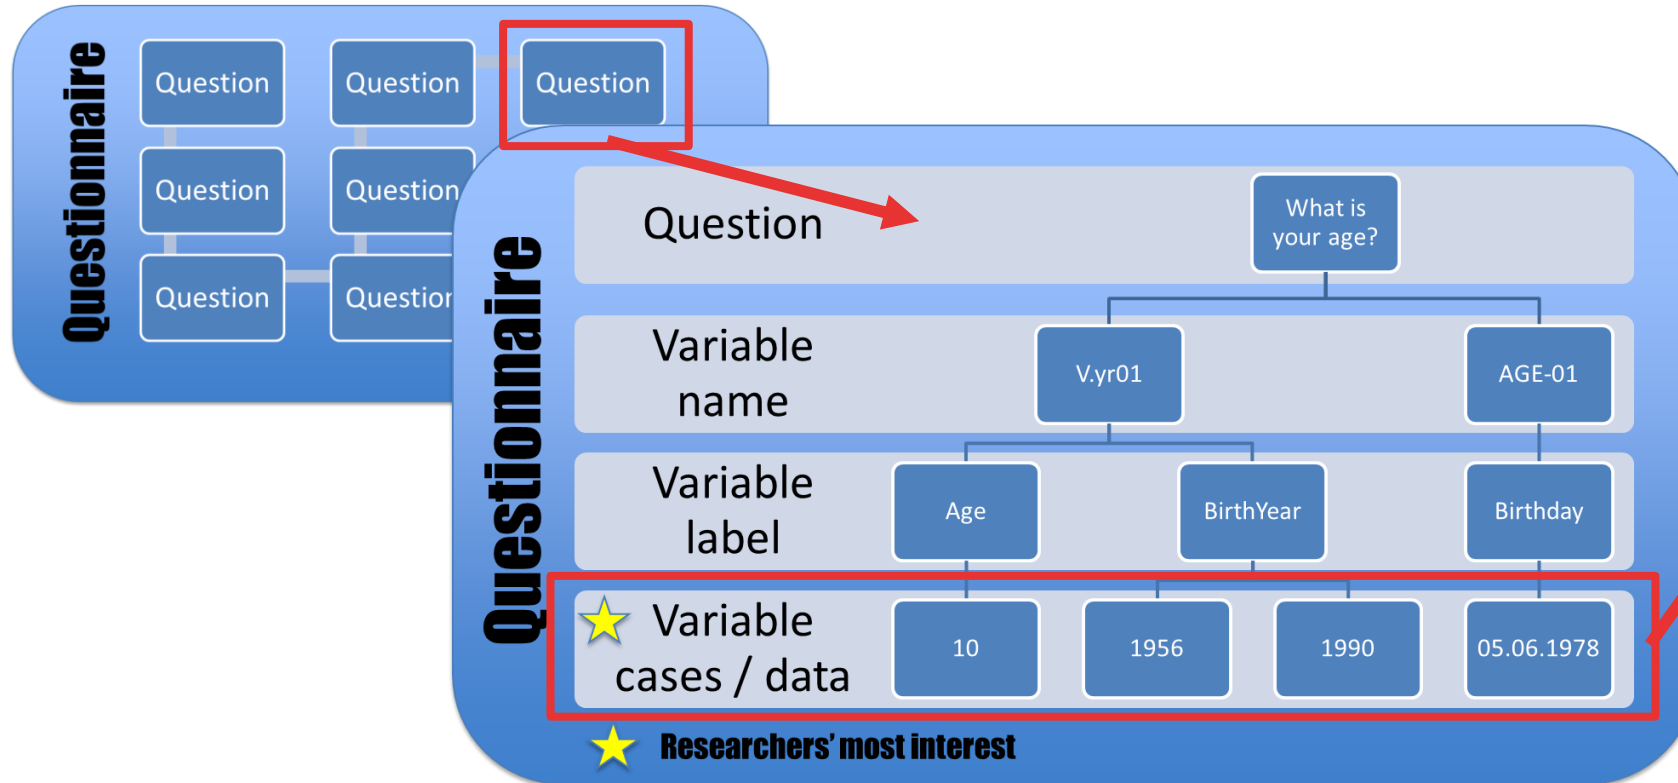 Questionnaire
Question
Question
Question
Question
Question
Question
Question
Questionnaire
Question
What is
your age?
Variable
name
V.yr01
AGE-01
Variable
label
Age
BirthYear
Birthday
Variable
cases / data
10
1956
1990
05.06.1978
Researchers' most interest